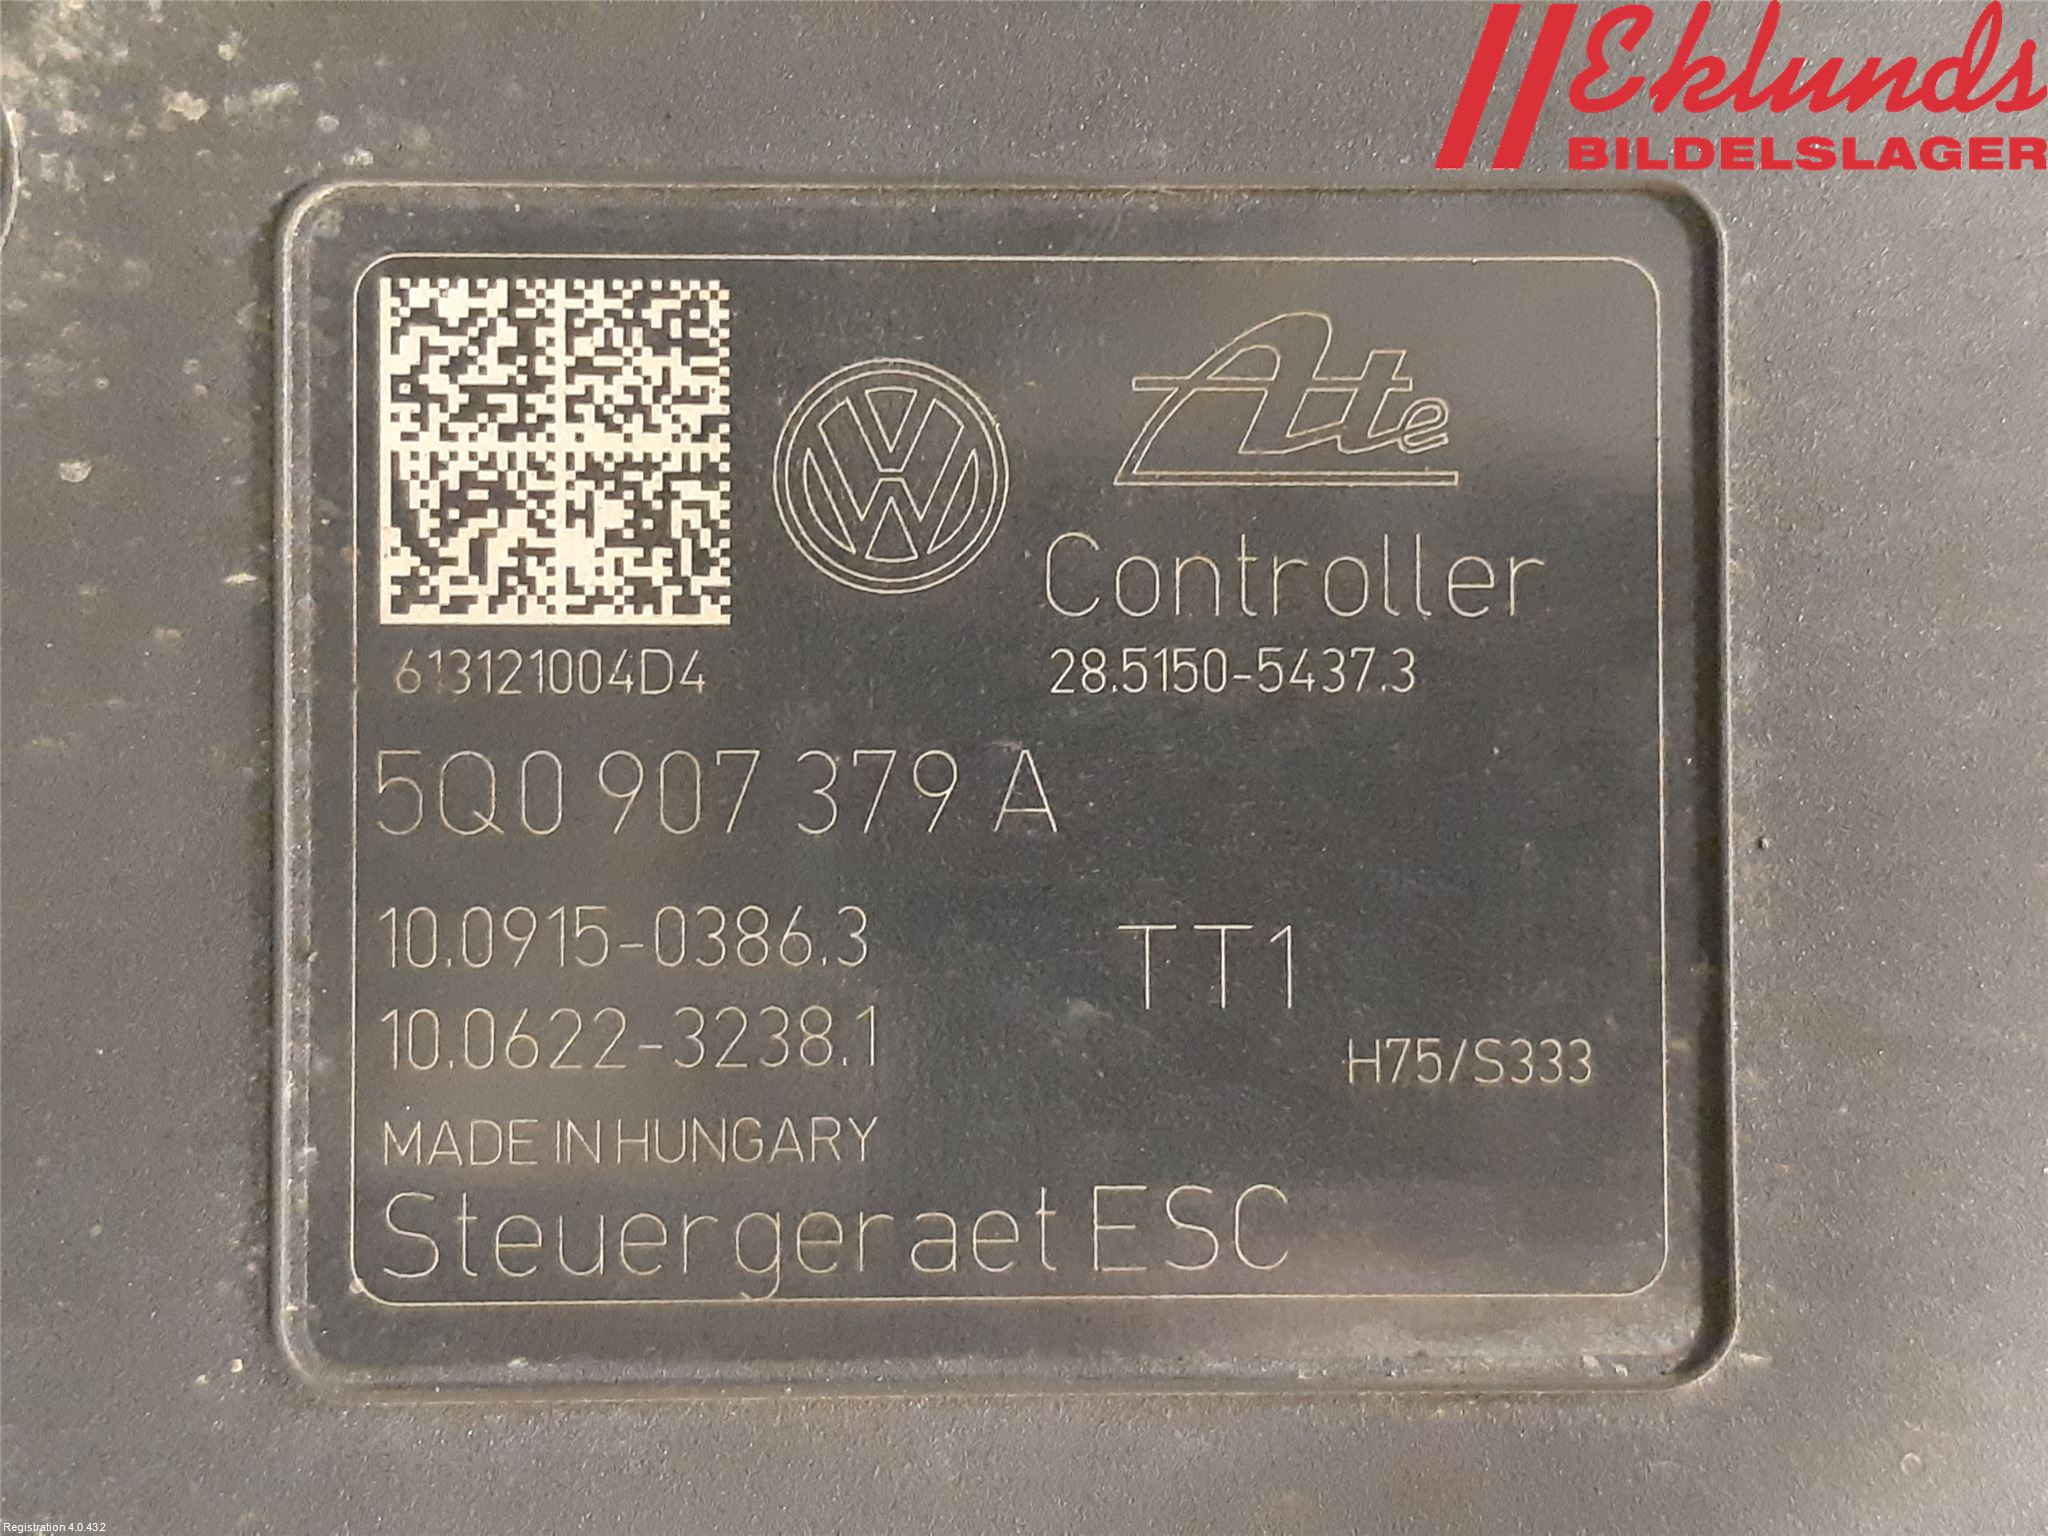 Eklunds
BILDELSLAGER
Ate
Controller
613121004D4
28.5150-5437.3
5Q0 907 379 A
10.0915-0386.3
TT1
10.0622-3238.1
H75/S333
MADE IN HUNGARY
Steuergeraet ESC
Registration 4.0.432